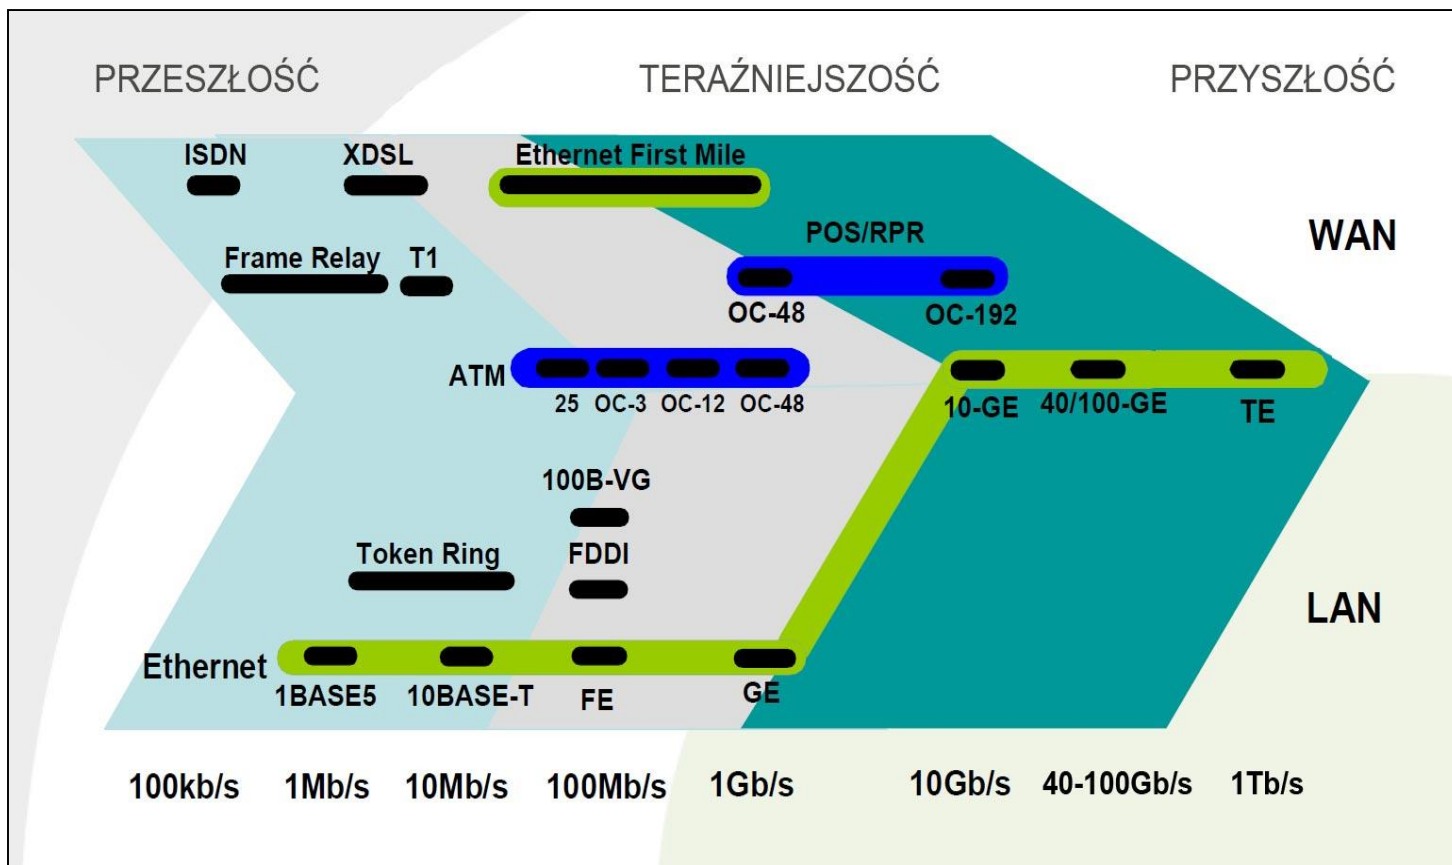 PRZESZŁOŚĆ TERAŹNIEJSZOŚĆ PRZYSZŁOŚĆ
ISDN XDSL Ethernet First Mile
POS/RPR WAN
Frame Relay T1
OC-48 OC-192
ATM
25 OC-3 OC-12 OC-48 10-GE 40/100-GE TE
100B-VG
Token Ring FDDI
LAN
Ethernet
1BASE5 10BASE-T FE GE
100kb/s 1Mb/s 10Mb/s 100Mb/s 1Gb/s 10Gb/s 40-100Gb/s 1Tb/s